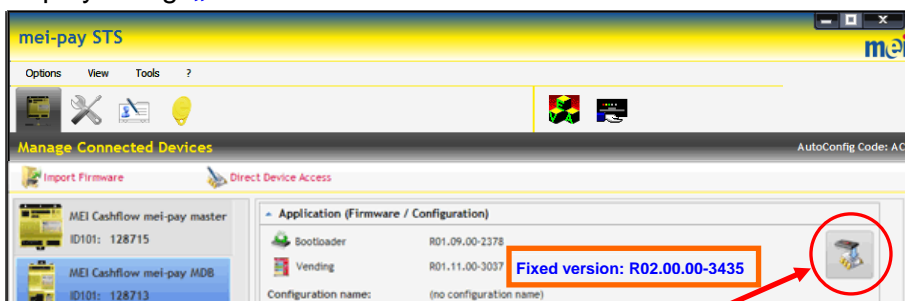 mei-pay STS
mei
Options View Tools ?
Manage Connected Devices AutoConfig Code: AC
Import Firmware Direct Device Access
MEI Cashflow mei-pay master
ID101: 128715
MEI Cashflow mei-pay MDB
ID101: 128713
Application (Firmware / Configuration)
Bootloader R01.09.00-2378
Vending R01.11.00-3037
Fixed version: R02.00.00-3435
Configuration name: (no configuration name)